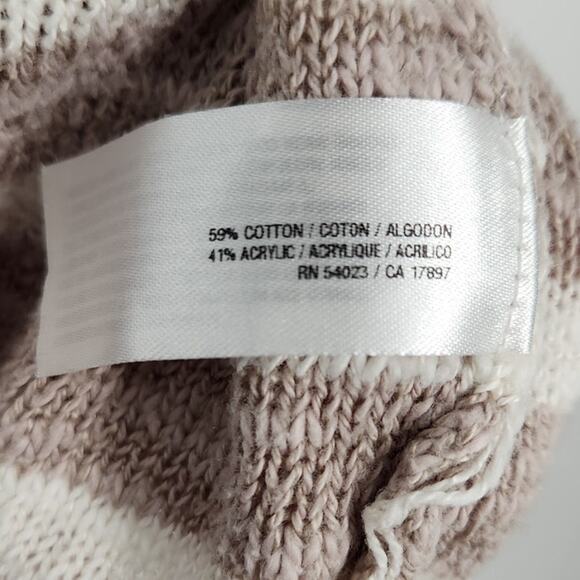 59% COTTON / COTON / ALGODON
41% ACRYLIC / ACRYLIQUE / ACRILICO
RN 54023 / CA 17897